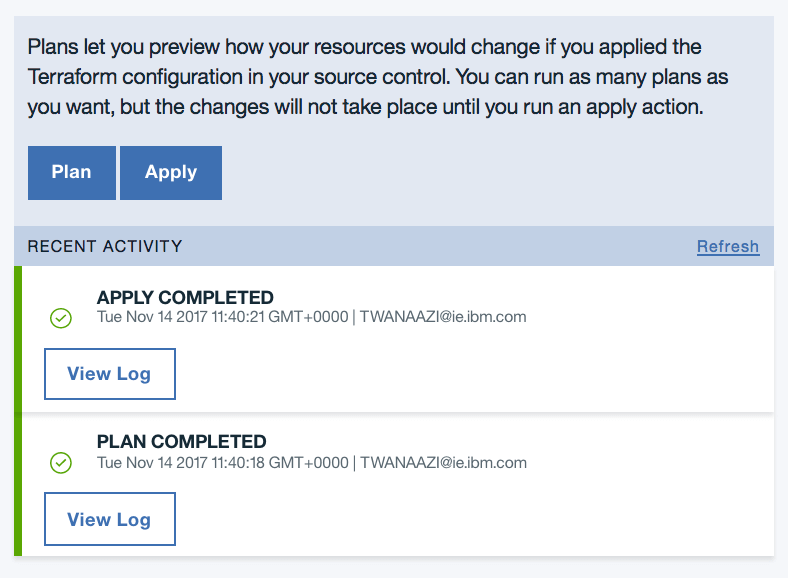 Plans let you preview how your resources would change if you applied the
Terraform configuration in your source control. You can run as many plans as
you want, but the changes will not take place until you run an apply action.
Plan Apply
RECENT ACTIVITY Refresh
APPLY COMPLETED
Tue Nov 14 2017 11:40:21 GMT+0000 | TWANAAZI@ie.ibm.com
View Log
PLAN COMPLETED
Tue Nov 14 2017 11:40:18 GMT+0000 | TWANAAZI@ie.ibm.com
View Log